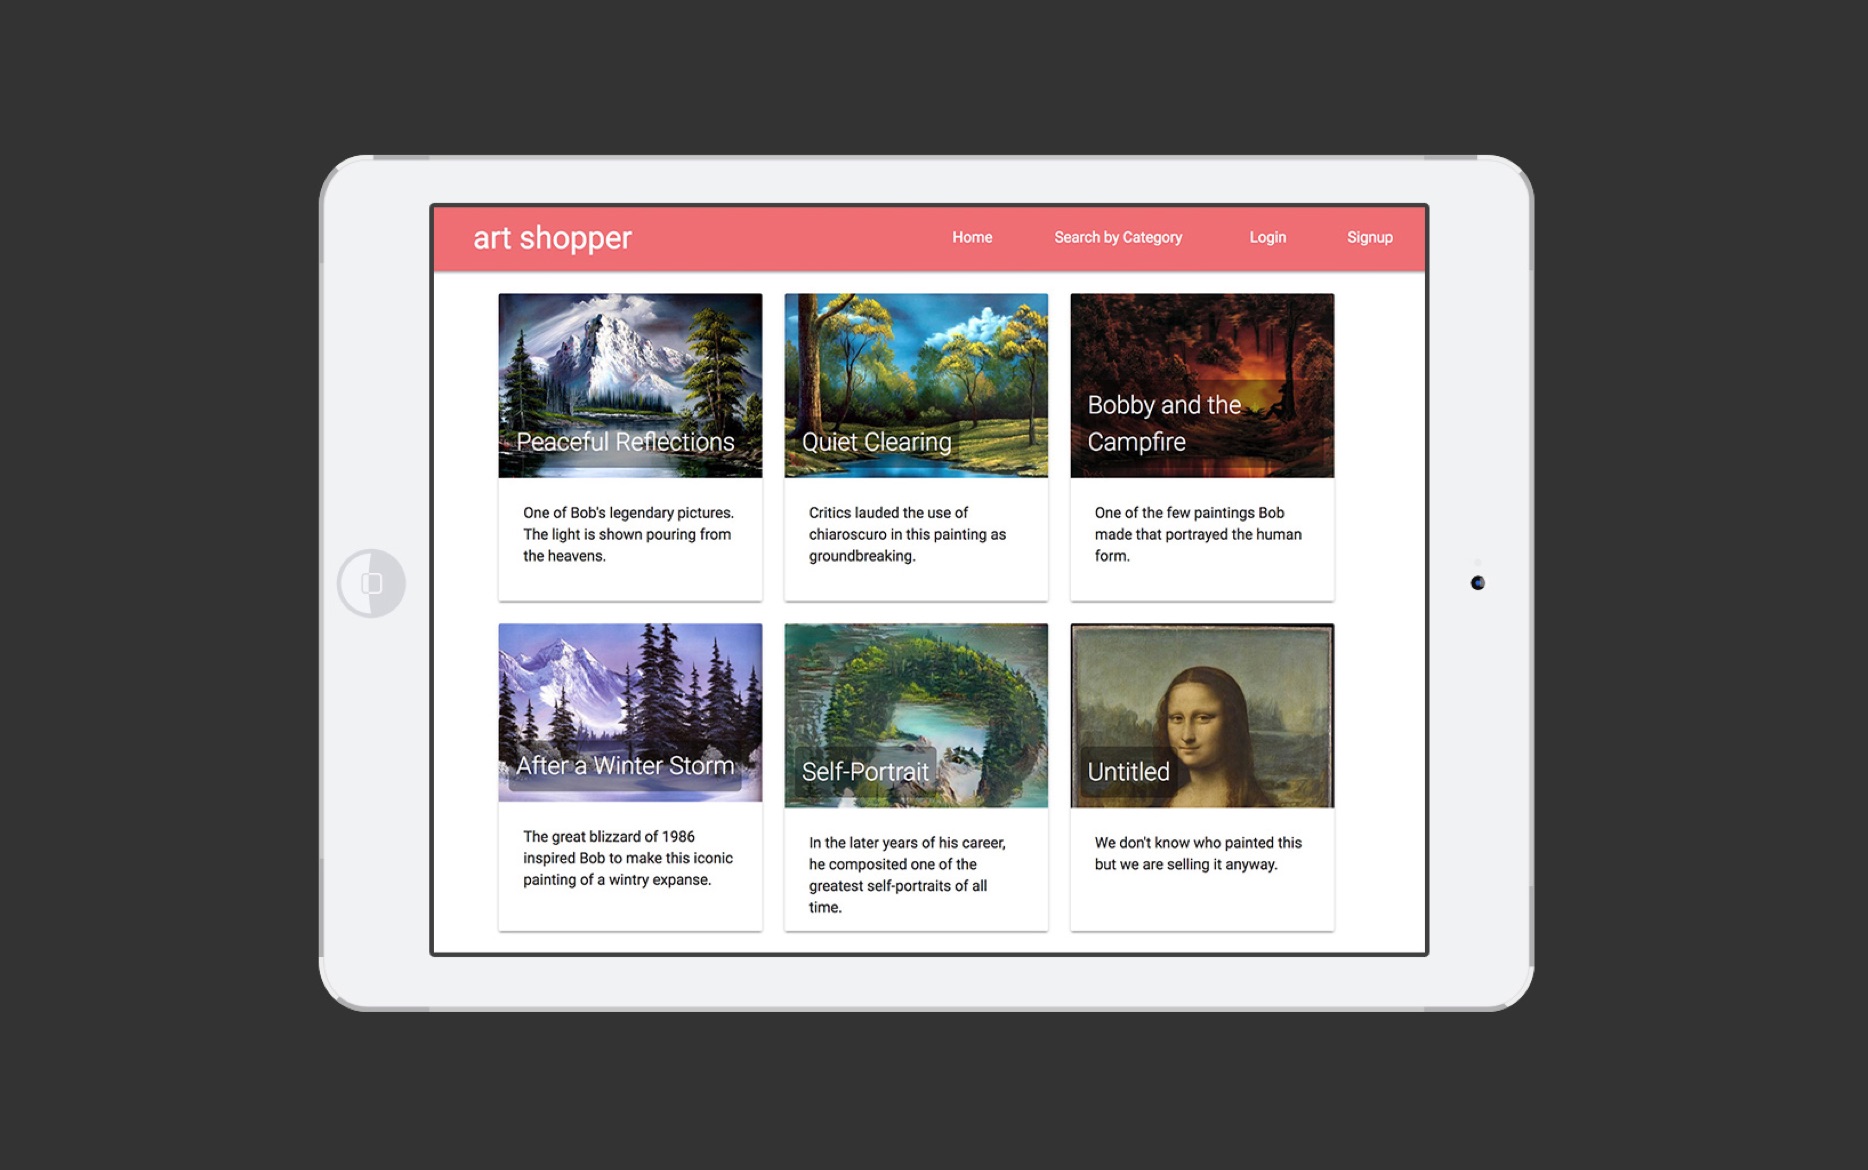 art shopper
Home
Search by Category
Login
Signup
Peaceful Reflections
Quiet Clearing
Bobby and the
Campfire
One of Bob's legendary pictures.
The light is shown pouring from
the heavens.
Critics lauded the use of
chiaroscuro in this painting as
groundbreaking.
One of the few paintings Bob
made that portrayed the human
form.
After a Winter Storm
Self-Portrait
Untitled
The great blizzard of 1986
inspired Bob to make this iconic
painting of a wintry expanse.
In the later years of his career,
he composited one of the
greatest self-portraits of all
time.
We don't know who painted this
but we are selling it anyway.